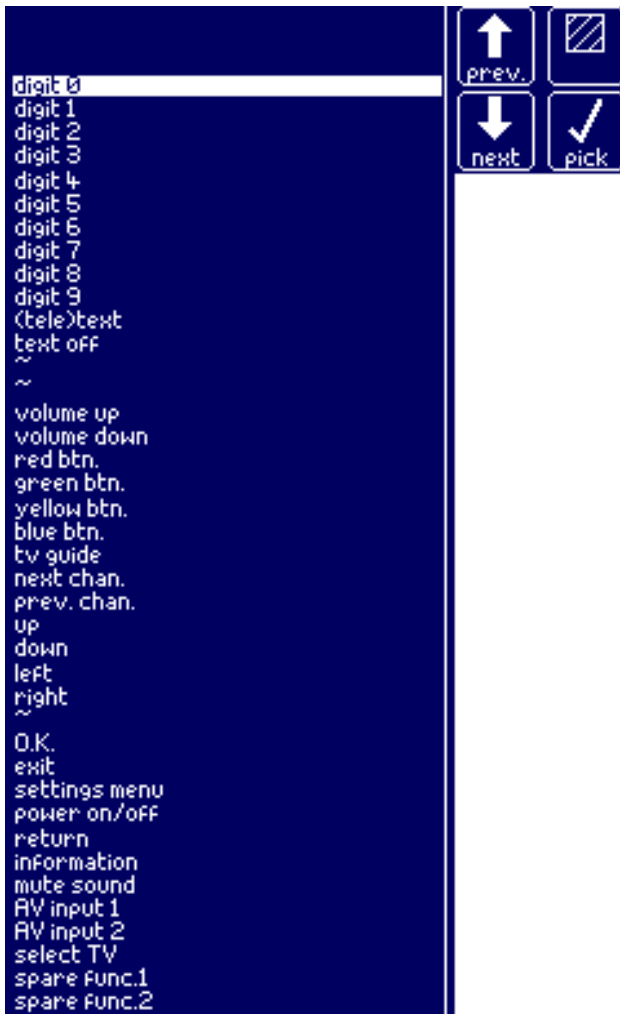 digit 0
digit 1
digit 2
digit 3
digit 4
digit 5
digit 6
digit 7
digit 8
digit 9
(tele)text
text off
~
~
volume up
volume down
red btn.
green btn.
yellow btn.
blue btn.
tv guide
next chan.
prev. chan.
up
down
left
right
~
O.K.
exit
settings menu
power on/off
return
information
mute sound
AV input 1
AV input 2
select TV
spare func.1
spare func.2
prev.
next
pick